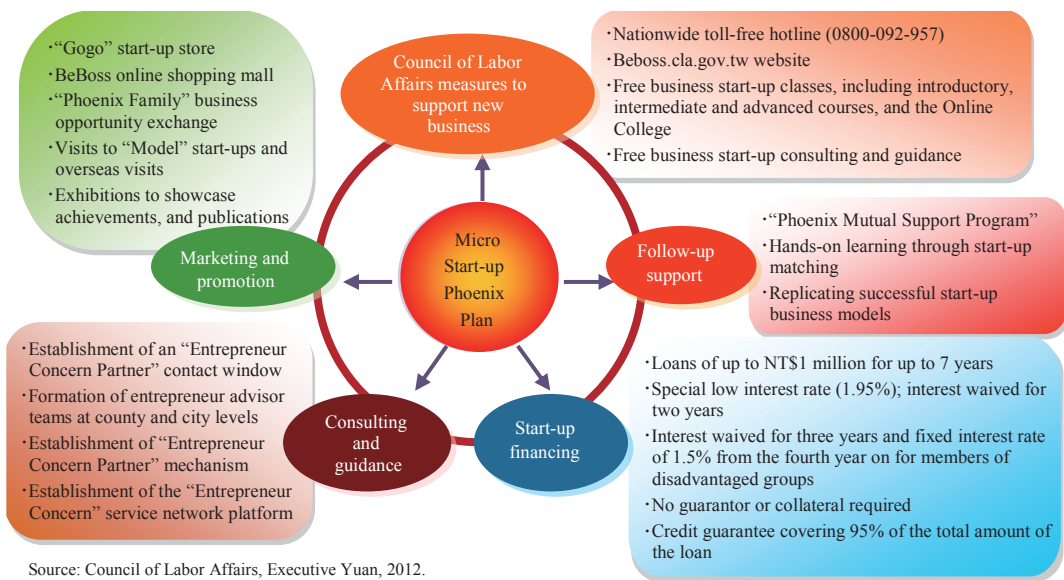 ·“Gogo” start-up store
·BeBoss online shopping mall
·“Phoenix Family” business
opportunity exchange
·Visits to “Model” start-ups and
overseas visits
·Exhibitions to showcase
achievements, and publications
Marketing and
promotion
Council of Labor
Affairs measures to
support new
business
·Nationwide toll-free hotline (0800-092-957)
·Beboss.cla.gov.tw website
·Free business start-up classes, including introductory,
intermediate and advanced courses, and the Online
College
·Free business start-up consulting and guidance
Micro
Start-up
Phoenix
Plan
Follow-up
support
·“Phoenix Mutual Support Program”
·Hands-on learning through start-up
matching
·Replicating successful start-up
business models
·Establishment of an “Entrepreneur
Concern Partner” contact window
·Formation of entrepreneur advisor
teams at county and city levels
·Establishment of “Entrepreneur
Concern Partner” mechanism
·Establishment of the “Entrepreneur
Concern” service network platform
Consulting
and
guidance
Start-up
financing
·Loans of up to NT$1 million for up to 7 years
·Special low interest rate (1.95%); interest waived for
two years
·Interest waived for three years and fixed interest rate
of 1.5% from the fourth year on for members of
disadvantaged groups
·No guarantor or collateral required
·Credit guarantee covering 95% of the total amount of
the loan
Source: Council of Labor Affairs, Executive Yuan, 2012.